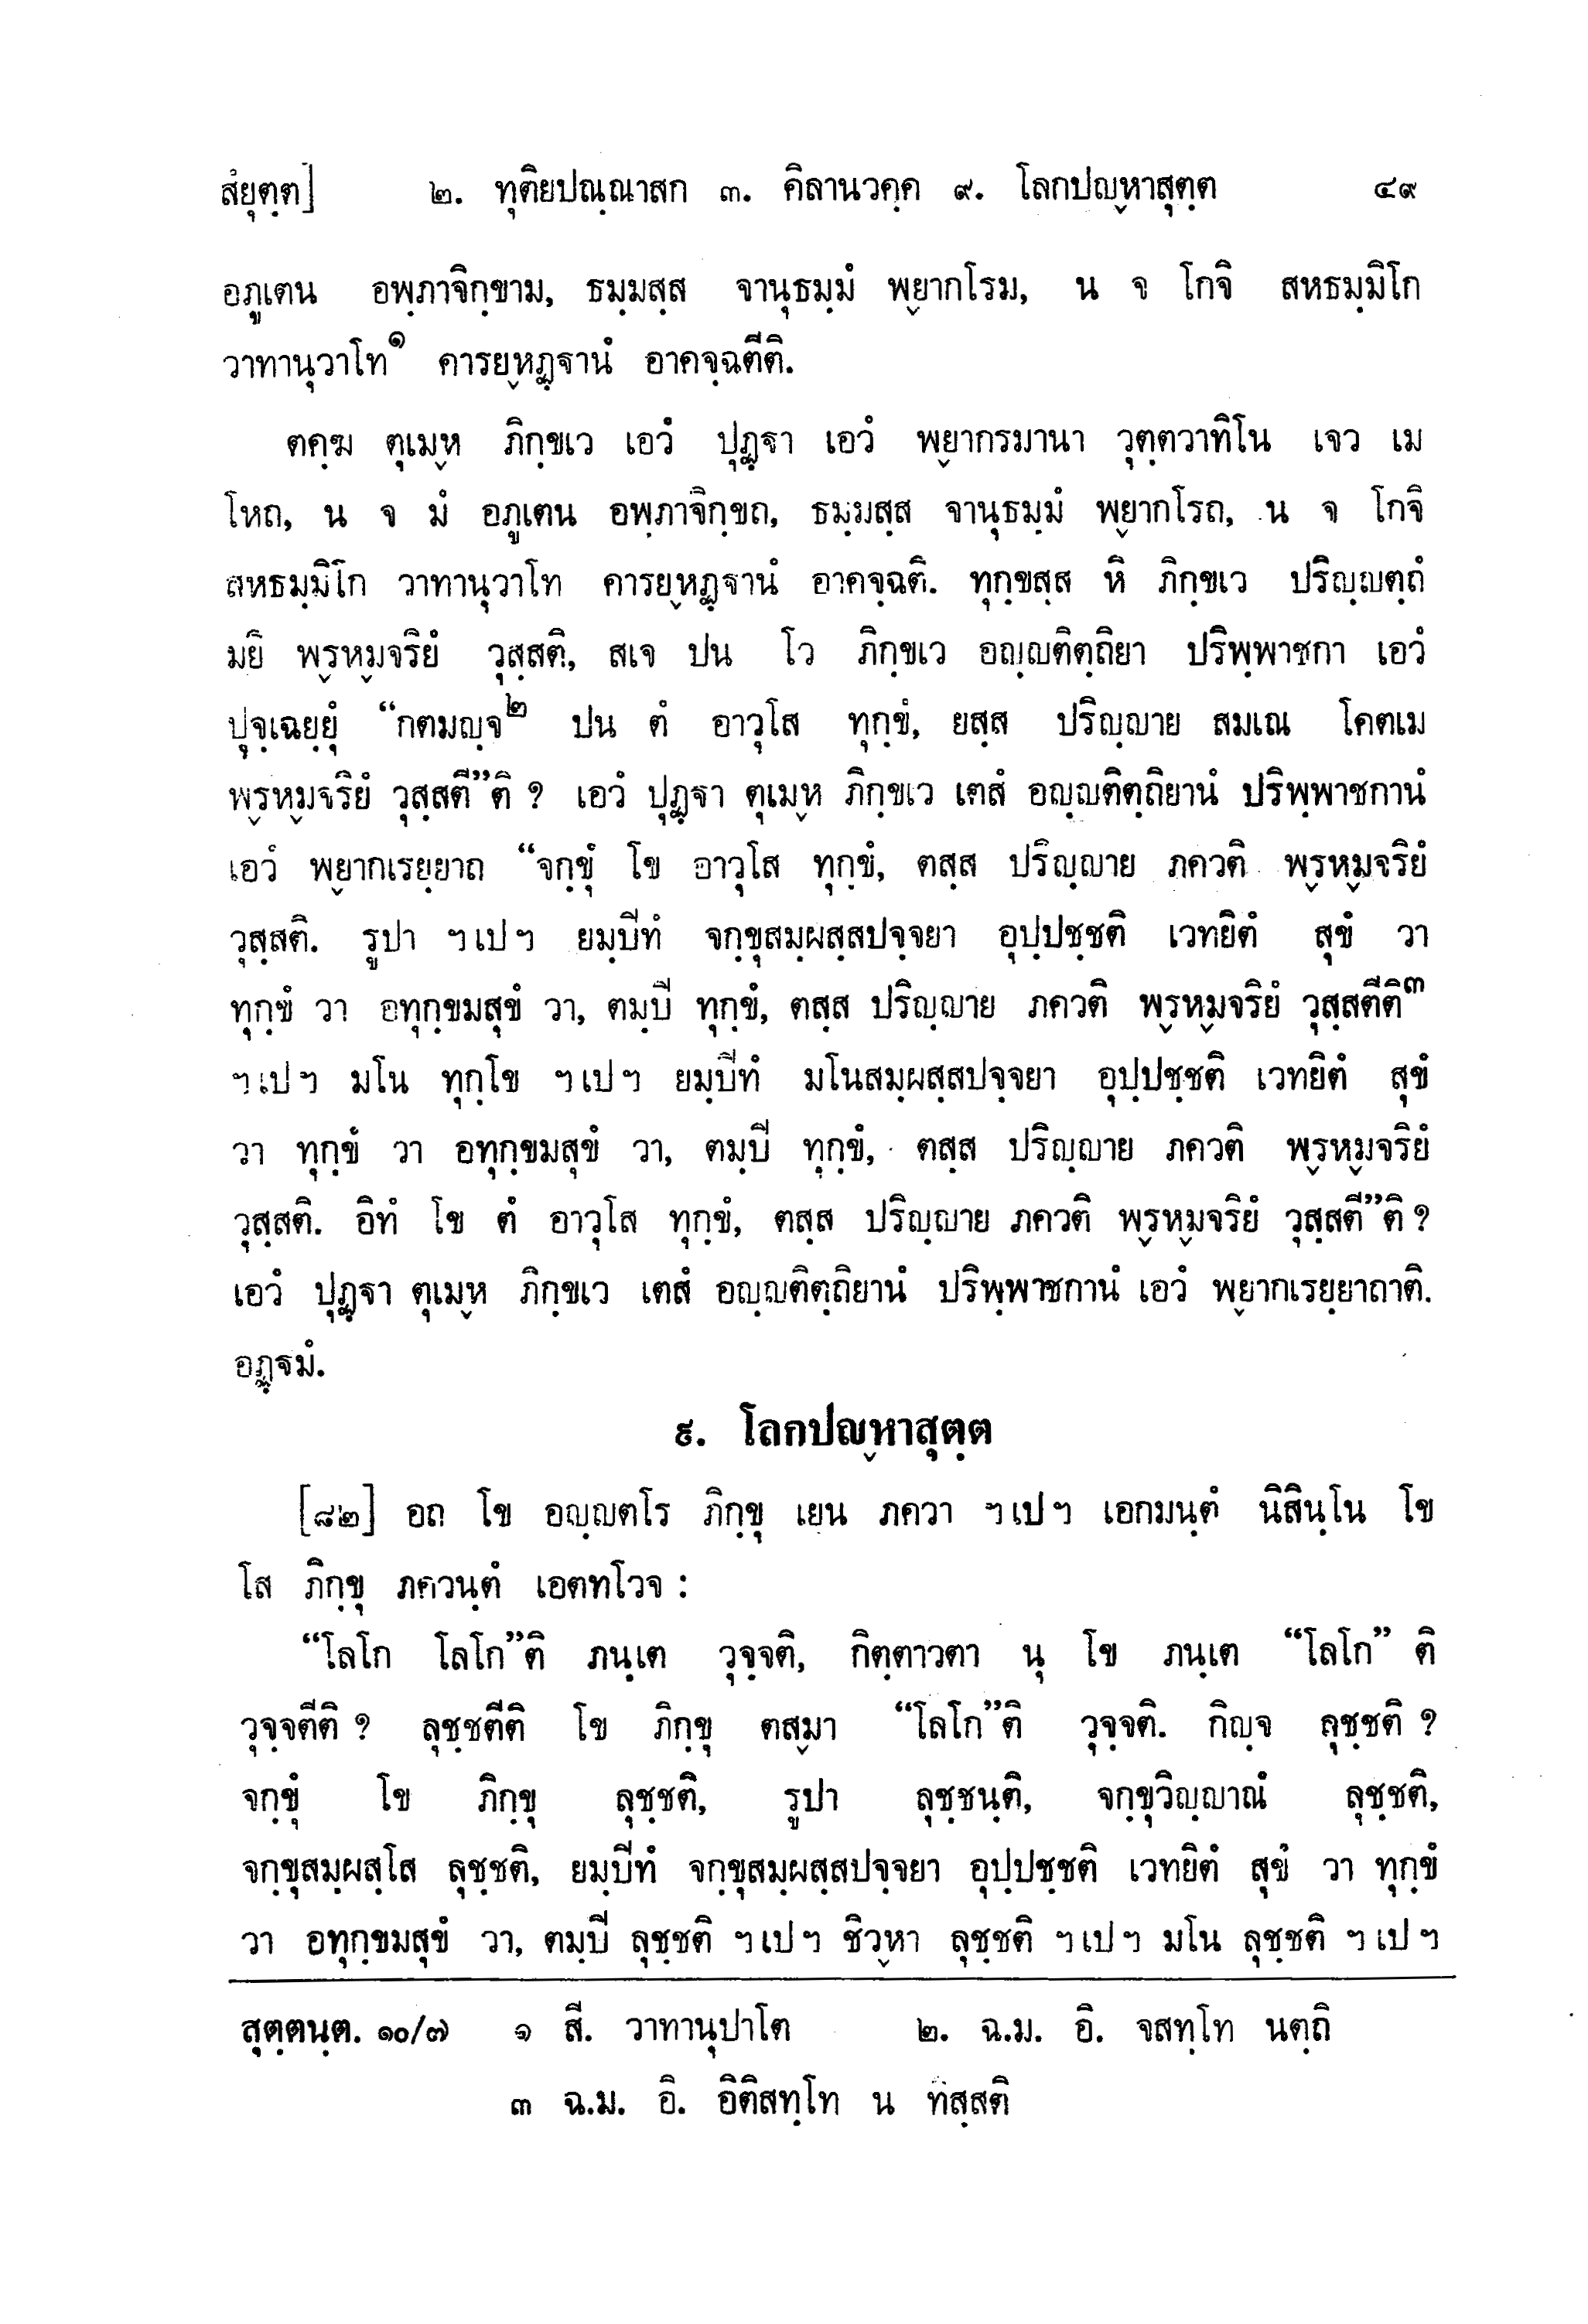 สํยุตฺต]	๒. ทุติยปณฺณาสก ๓. คิลานวคฺค ๙. โลกปญฺหาสุตฺต	๔๙
อภูเตน อพฺภาจิกฺขาม, ธมฺมสฺส จานุธมฺมํ พฺยากโรม, น จ โกจิ สหธมฺมิโก
วาทานุวาโท๑ คารยฺหฏฺฐานํ อาคจฺฉตีติ.
ตคฺฆ ตุเมฺห ภิกฺขเว เอวํ ปุฏฺฐา เอวํ พฺยากรมานา วุตฺตวาทิโน เจว เม
โหถ, น จ มํ อภูเตน อพฺภาจิกฺขถ, ธมฺมสฺส จานุธมฺมํ พฺยากโรถ, น จ โกจิ
สหธมฺมิโก วาทานุวาโท คารยฺหฏฺฐานํ อาคจฺฉติ. ทุกฺขสฺส หิ ภิกฺขเว ปริญฺญตฺถํ
มยิ พฺรหฺมจริยํ วุสฺสติ, สเจ ปน โว ภิกฺขเว อญฺญติตฺถิยา ปริพฺพาชกา เอวํ
ปุจฺเฉยฺยุํ “กตมญฺจ๒ ปน ตํ อาวุโส ทุกฺขํ, ยสฺส ปริญฺญาย สมเณ โคตเม
พฺรหฺมจริยํ วุสฺสตี”ติ ? เอวํ ปุฏฺฐา ตุเมฺห ภิกฺขเว เตสํ อญฺญติตฺถิยานํ ปริพฺพาชกานํ
เอวํ พฺยากเรยฺยาถ “จกฺขุํ โข อาวุโส ทุกฺขํ, ตสฺส ปริญฺญาย ภควติ พฺรหฺมจริยํ
วุสฺสติ. รูปา ฯเปฯ ยมฺปีทํ จกฺขุสมฺผสฺสปจฺจยา อุปฺปชฺชติ เวทยิตํ สุขํ วา
ทุกฺขํ วา อทุกฺขมสุขํ วา, ตมฺปี ทุกฺขํ, ตสฺส ปริญฺญาย ภควติ พฺรหฺมจริยํ วุสฺสตีติ๓
ฯเปฯ มโน ทุกฺโข ฯเปฯ ยมฺปีทํ มโนสมฺผสฺสปจฺจยา อุปฺปชฺชติ เวทยิตํ สุขํ
วา ทุกฺขํ วา อทุกฺขมสุขํ วา, ตมฺปี ทุกฺขํ, ตสฺส ปริญฺญาย ภควติ พฺรหฺมจริยํ
วุสฺสติ. อิทํ โข ตํ อาวุโส ทุกฺขํ, ตสฺส ปริญฺญาย ภควติ พฺรหฺมจริยํ วุสฺสตี”ติ ?
เอวํ ปุฏฺฐา ตุเมฺห ภิกฺขเว เตสํ อญฺญติตฺถิยานํ ปริพฺพาชกานํ เอวํ พฺยากเรยฺยาถาติ.
อฏฺฐมํ.
๙. โลกปญฺหาสุตฺต
[๘๒] อถ โข อญฺญตโร ภิกฺขุ เยน ภควา ฯเปฯ เอกมนฺตํ นิสินฺโน โข
โส ภิกฺขุ ภควนฺตํ เอตทโวจ :
“โลโก โลโก”ติ ภนฺเต วุจฺจติ, กิตฺตาวตา นุ โข ภนฺเต “โลโก” ติ
วุจฺจตีติ ? ลุชฺชตีติ โข ภิกฺขุ ตสฺมา “โลโก”ติ วุจฺจติ. กิญฺจ ลุชฺชติ ?
จกฺขุํ โข ภิกฺขุ ลุชฺชติ, รูปา ลุชฺชนฺติ, จกฺขุวิญฺญาณํ ลุชฺชติ,
จกฺขุสมฺผสฺโส ลุชฺชติ, ยมฺปีทํ จกฺขุสมฺผสฺสปจฺจยา อุปฺปชฺชติ เวทยิตํ สุขํ วา ทุกฺขํ
วา อทุกฺขมสุขํ วา, ตมฺปี ลุชฺชติ ฯเปฯ ชิวฺหา ลุชฺชติ ฯเปฯ มโน ลุชฺชติ ฯเปฯ
สุตฺตนฺต. ๑๐/๗	๑ สี. วาทานุปาโต	๒. ฉ.ม. อิ. จสทฺโท นตฺถิ
๓ ฉ.ม. อิ. อิติสทฺโท น ทิสฺสติ